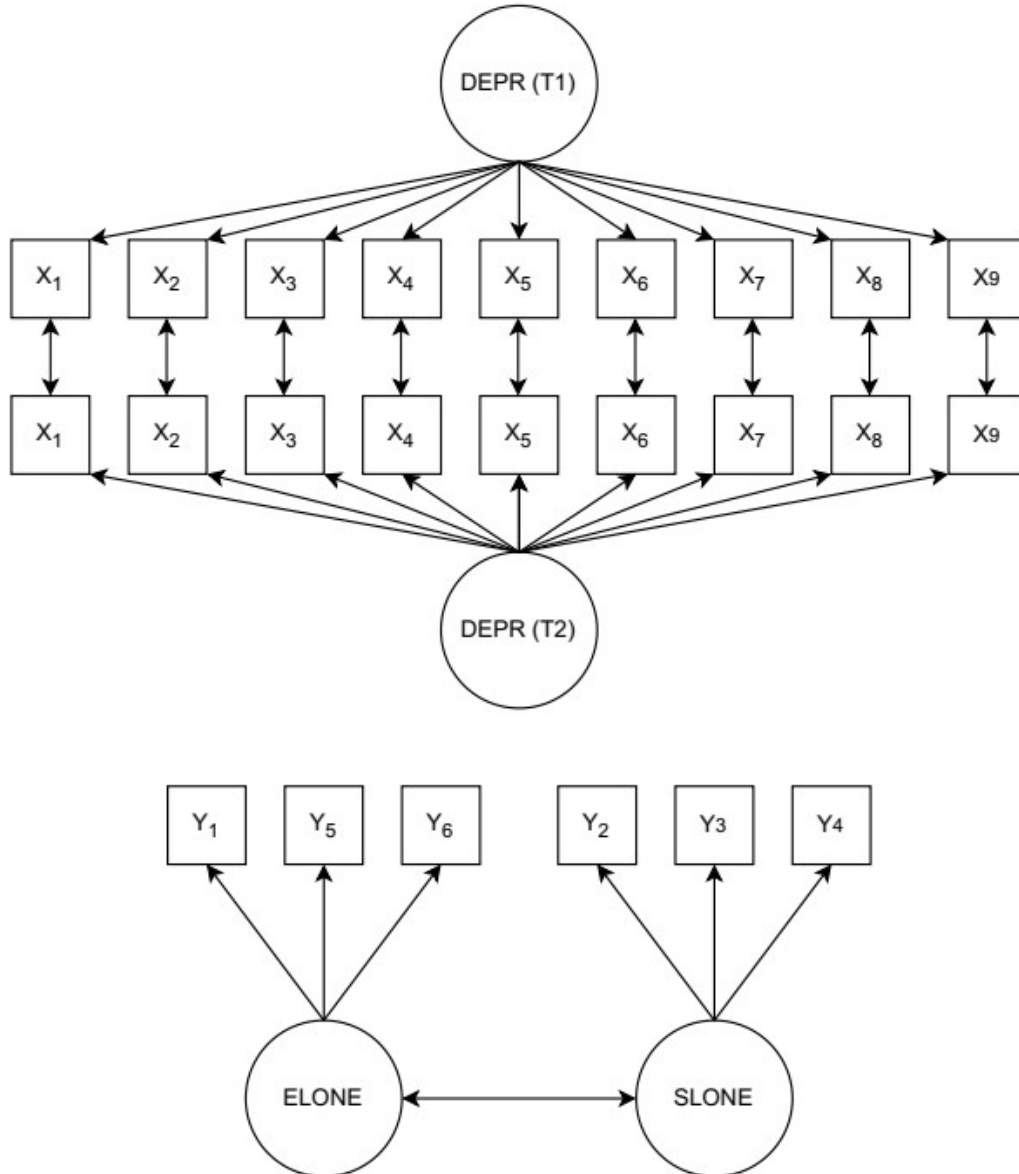 DEPR (T1)
X1 X2 X3 X4 X5 X6 X7 X8 X9
X1 X2 X3 X4 X5 X6 X7 X8 X9
DEPR (T2)
Y1 Y5 Y6 Y2 Y3 Y4
ELONE SLONE